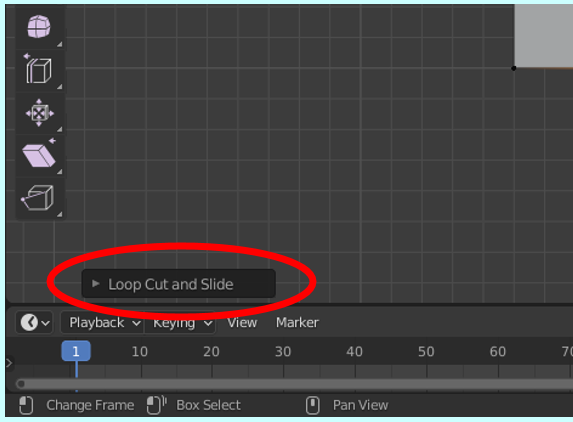 Loop Cut and Slide
Playback Keying View Marker
1 10 20 30 40 50 60 70
Change Frame Box Select Pan View